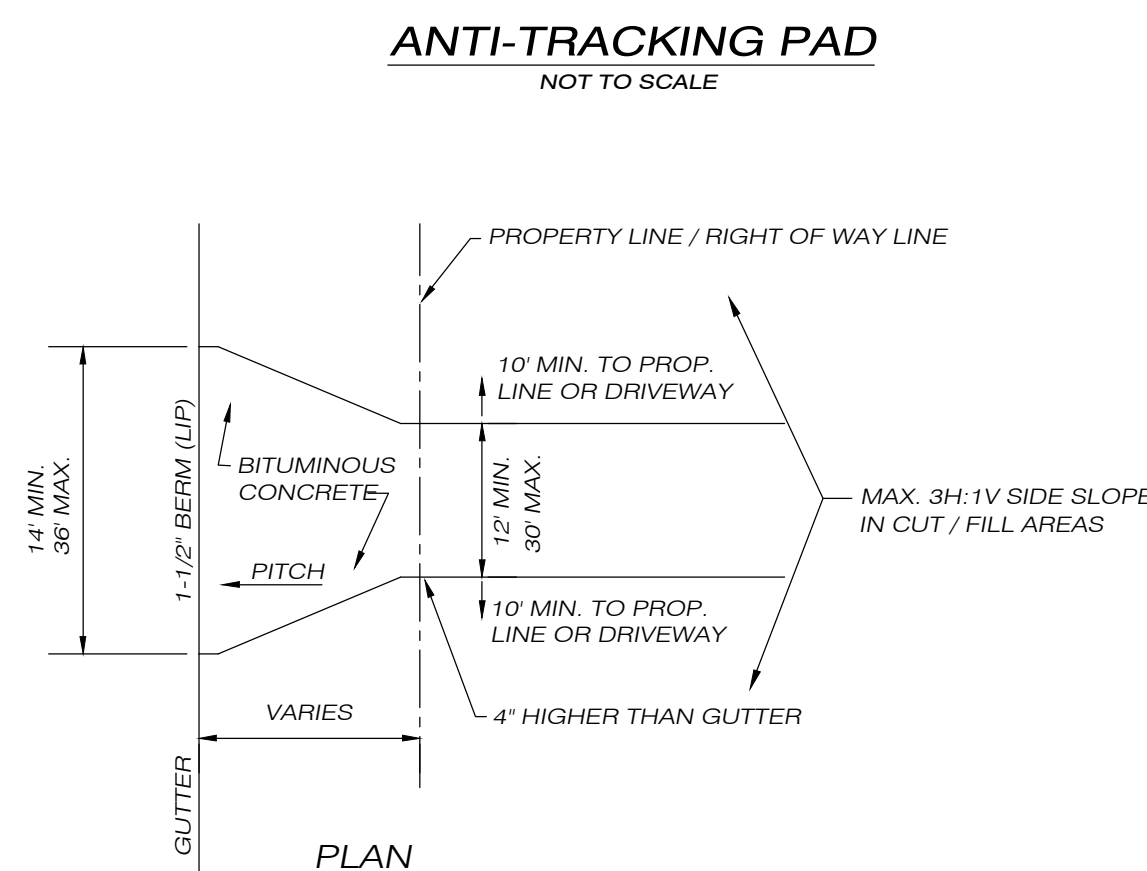 ANTI-TRACKING PAD
NOT TO SCALE
PROPERTY LINE / RIGHT OF WAY LINE
10' MIN. TO PROP.
LINE OR DRIVEWAY
14' MIN.
36' MAX.
1-1/2" BERM (LIP)
BITUMINOUS
CONCRETE
12' MIN.
30' MAX.
MAX. 3H:1V SIDE SLOPE
IN CUT / FILL AREAS
PITCH
10' MIN. TO PROP.
LINE OR DRIVEWAY
VARIES
4" HIGHER THAN GUTTER
GUTTER
PLAN